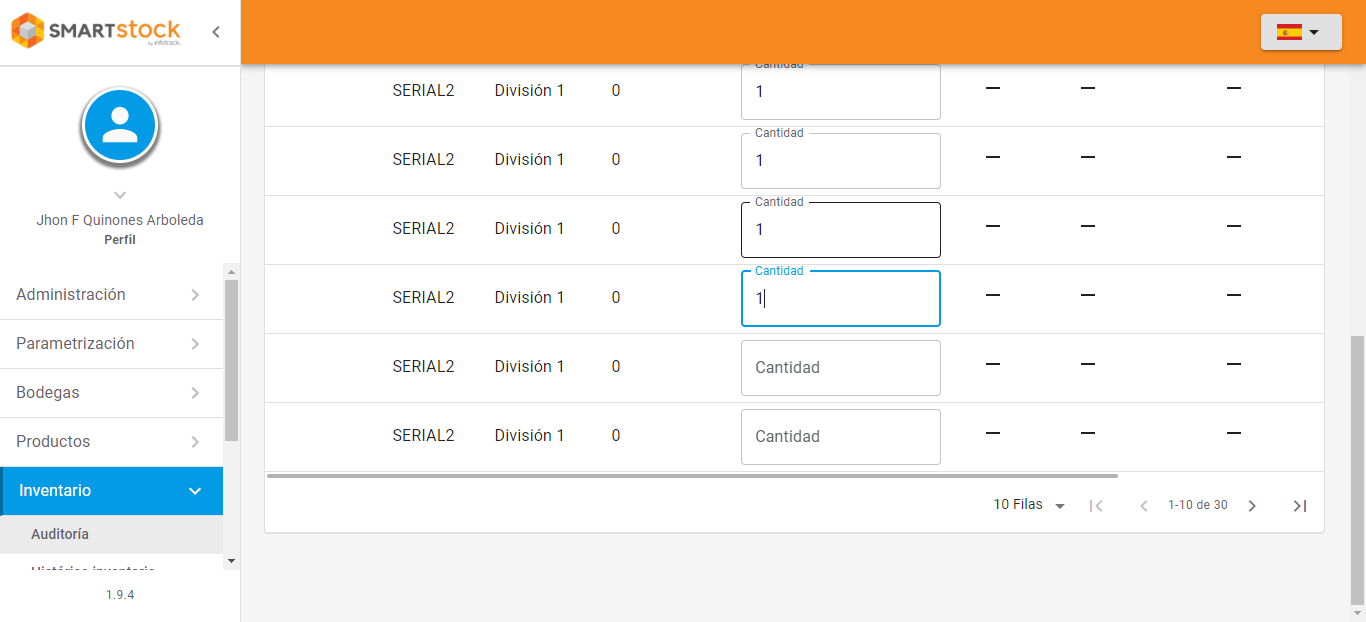 SMARTstock
by infotrack.
Jhon F Quinones Arboleda
Perfil
Administración
Parametrización
Bodegas
Productos
Inventario
Auditoría
Histórico inventario
1.9.4
Cantidad
SERIAL2 División 1 0 1 — — —
Cantidad
SERIAL2 División 1 0 1 — — —
Cantidad
SERIAL2 División 1 0 1 — — —
Cantidad
SERIAL2 División 1 0 1 — — —
SERIAL2 División 1 0 Cantidad — — —
SERIAL2 División 1 0 Cantidad — — —
10 Filas 1-10 de 30